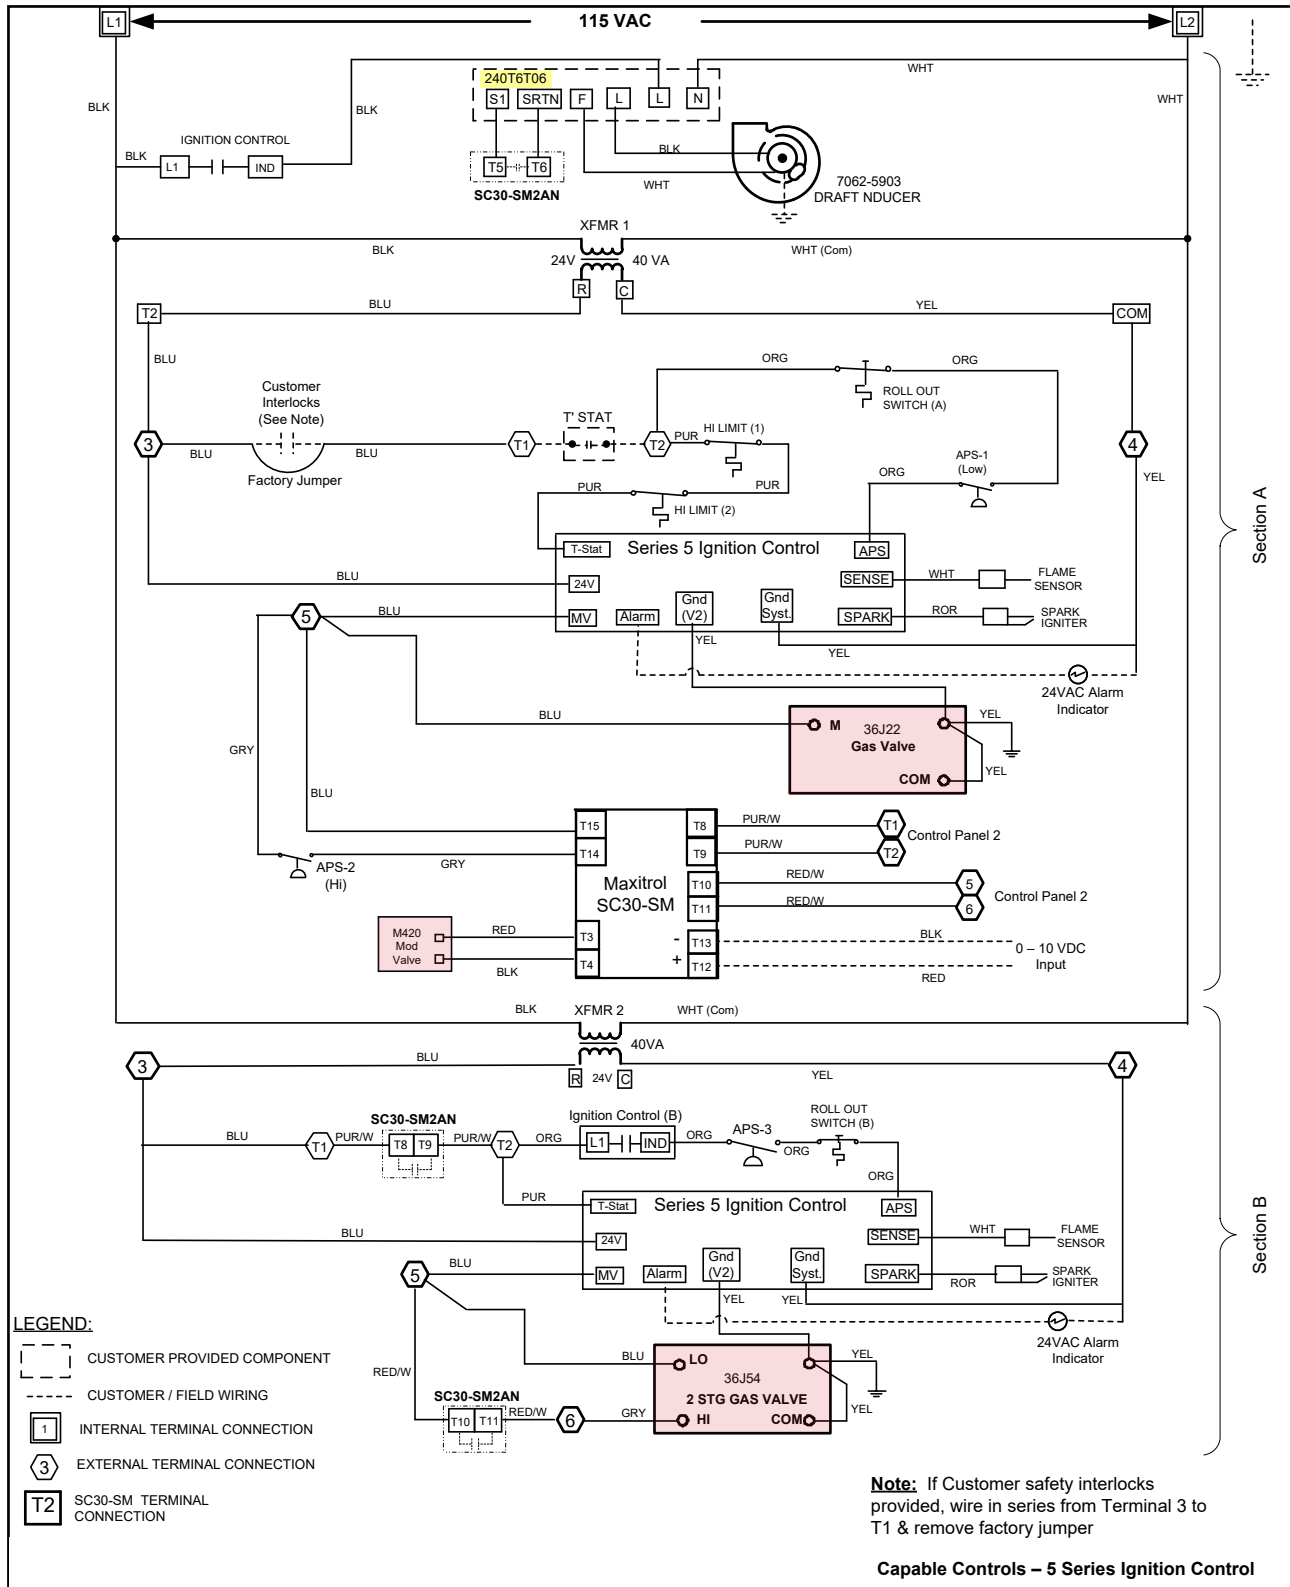 L1
115 VAC
L2
240T6T06
S1 SRTN F L L N
WHT
BLK
BLK
WHT
IGNITION CONTROL
BLK
L1 IND
T5 T6
SC30-SM2AN
BLK
WHT
7062-5903
DRAFT NDUCER
XFMR 1
BLK
WHT (Com)
24V 40 VA
R C
T2
BLU
YEL
COM
BLU
ORG
ORG
ROLL OUT
SWITCH (A)
Customer
Interlocks
(See Note)
T' STAT
HI LIMIT (1)
3
BLU
BLU
T1
T2
PUR
4
Factory Jumper
APS-1
(Low)
ORG
YEL
PUR
PUR
HI LIMIT (2)
T-Stat
Series 5 Ignition Control
APS
BLU
24V
SENSE
WHT
FLAME
SENSOR
5
BLU
MV
Alarm
Gnd
(V2)
Gnd
Syst.
SPARK
ROR
SPARK
IGNITER
YEL
YEL
24VAC Alarm
Indicator
BLU
M
36J22
Gas Valve
COM
YEL
YEL
GRY
BLU
T15
T8
PUR/W
T1
Control Panel 2
T14
T9
PUR/W
T2
GRY
APS-2
(Hi)
Maxitrol
SC30-SM
T10
RED/W
5
Control Panel 2
T11
RED/W
6
M420
Mod
Valve
RED
T3
-
T13
BLK
0 – 10 VDC
Input
BLK
T4
+
T12
RED
BLK
XFMR 2
WHT (Com)
40VA
3
BLU
R 24V C
YEL
4
SC30-SM2AN
Ignition Control (B)
ROLL OUT
SWITCH (B)
BLU
T1
PUR/W
T8 T9
PUR/W
T2
ORG
L1 IND
ORG
APS-3
ORG
ORG
PUR
T-Stat
Series 5 Ignition Control
APS
BLU
24V
SENSE
WHT
FLAME
SENSOR
5
BLU
MV
Alarm
Gnd
(V2)
Gnd
Syst.
SPARK
ROR
SPARK
IGNITER
YEL
YEL
24VAC Alarm
Indicator
BLU
LO
36J54
2 STG GAS VALVE
HI
COM
YEL
YEL
RED/W
SC30-SM2AN
T10 T11
RED/W
6
GRY
Section A
Section B
LEGEND:
CUSTOMER PROVIDED COMPONENT
CUSTOMER / FIELD WIRING
1
INTERNAL TERMINAL CONNECTION
3
EXTERNAL TERMINAL CONNECTION
T2
SC30-SM TERMINAL
CONNECTION
Note: If Customer safety interlocks
provided, wire in series from Terminal 3 to
T1 & remove factory jumper
Capable Controls – 5 Series Ignition Control